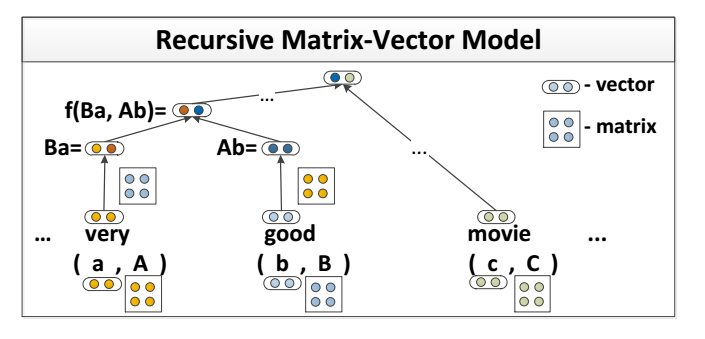 Recursive Matrix-Vector Model
...
- vector
f(Ba, Ab)=
- matrix
Ba=
Ab=
...
... very good movie ...
( a , A ) ( b , B ) ( c , C )